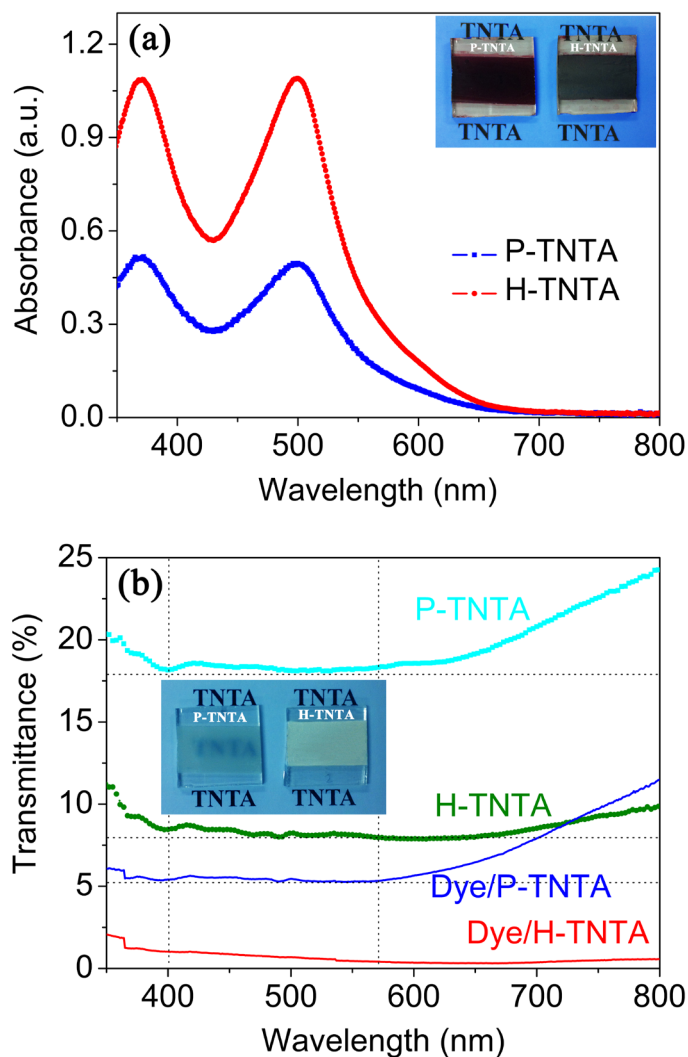 (a)
TNTA TNTA
P-TNTA H-TNTA
TNTA TNTA
P-TNTA
H-TNTA
Absorbance (a.u.)
1.2
0.9
0.6
0.3
0.0
400 500 600 700 800
Wavelength (nm)
(b)
Transmittance (%)
25
20
15
10
5
0
P-TNTA
TNTA TNTA
P-TNTA H-TNTA
TNTA
TNTA TNTA
H-TNTA
Dye/P-TNTA
Dye/H-TNTA
400 500 600 700 800
Wavelength (nm)